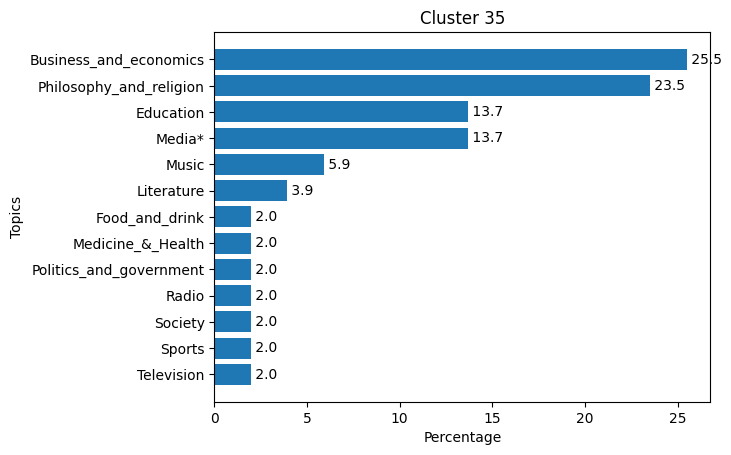 Cluster 35
Business_and_economics 25.5
Philosophy_and_religion 23.5
Education 13.7
Media* 13.7
Music 5.9
Literature 3.9
Food_and_drink 2.0
Medicine_&_Health 2.0
Politics_and_government 2.0
Radio 2.0
Society 2.0
Sports 2.0
Television 2.0
Topics
0 5 10 15 20 25
Percentage